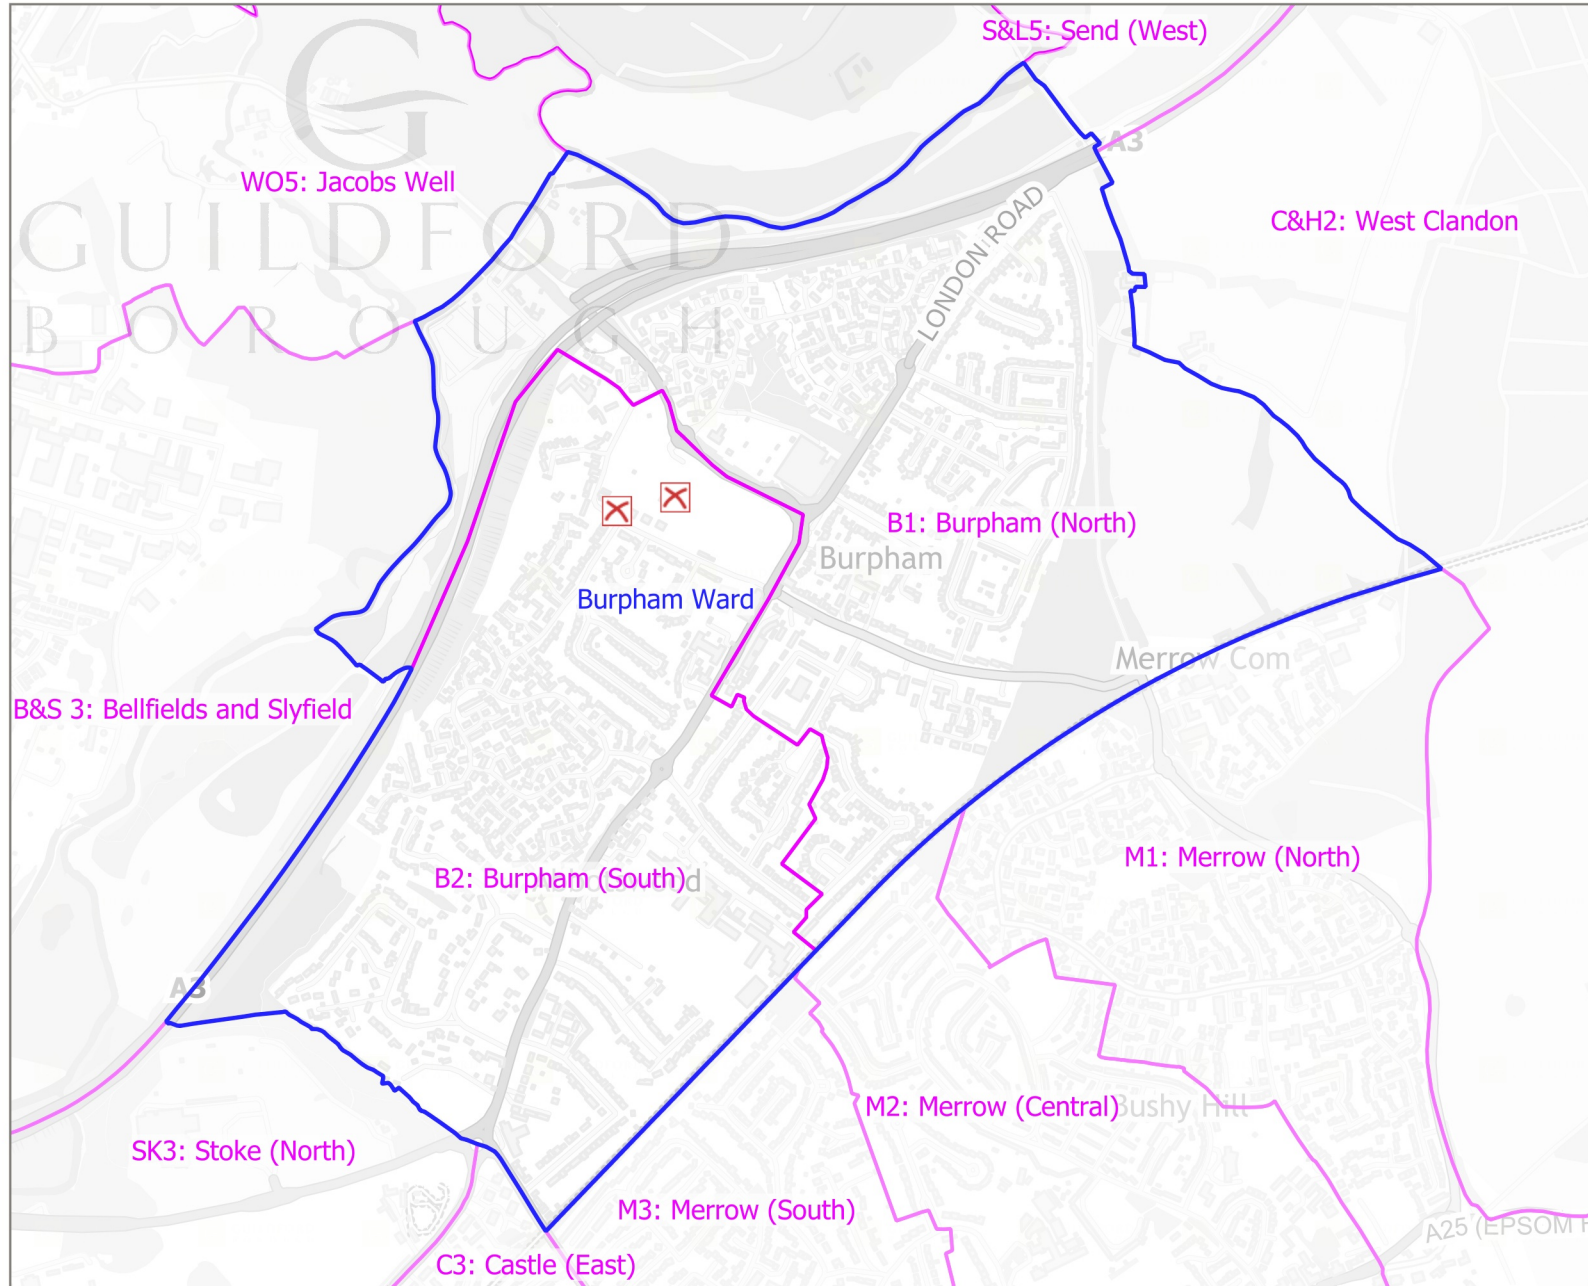 S&L5: Send (West)
A3
WO5: Jacobs Well
LONDON ROAD
C&H2: West Clandon
GUILDFORD
BOROUGH
B1: Burpham (North)
Burpham
Burpham Ward
Merrow Com
B&S 3: Bellfields and Slyfield
M1: Merrow (North)
B2: Burpham (South)
A3
M2: Merrow (Central)
Bushy Hill
SK3: Stoke (North)
M3: Merrow (South)
A25 (EPSOM
C3: Castle (East)